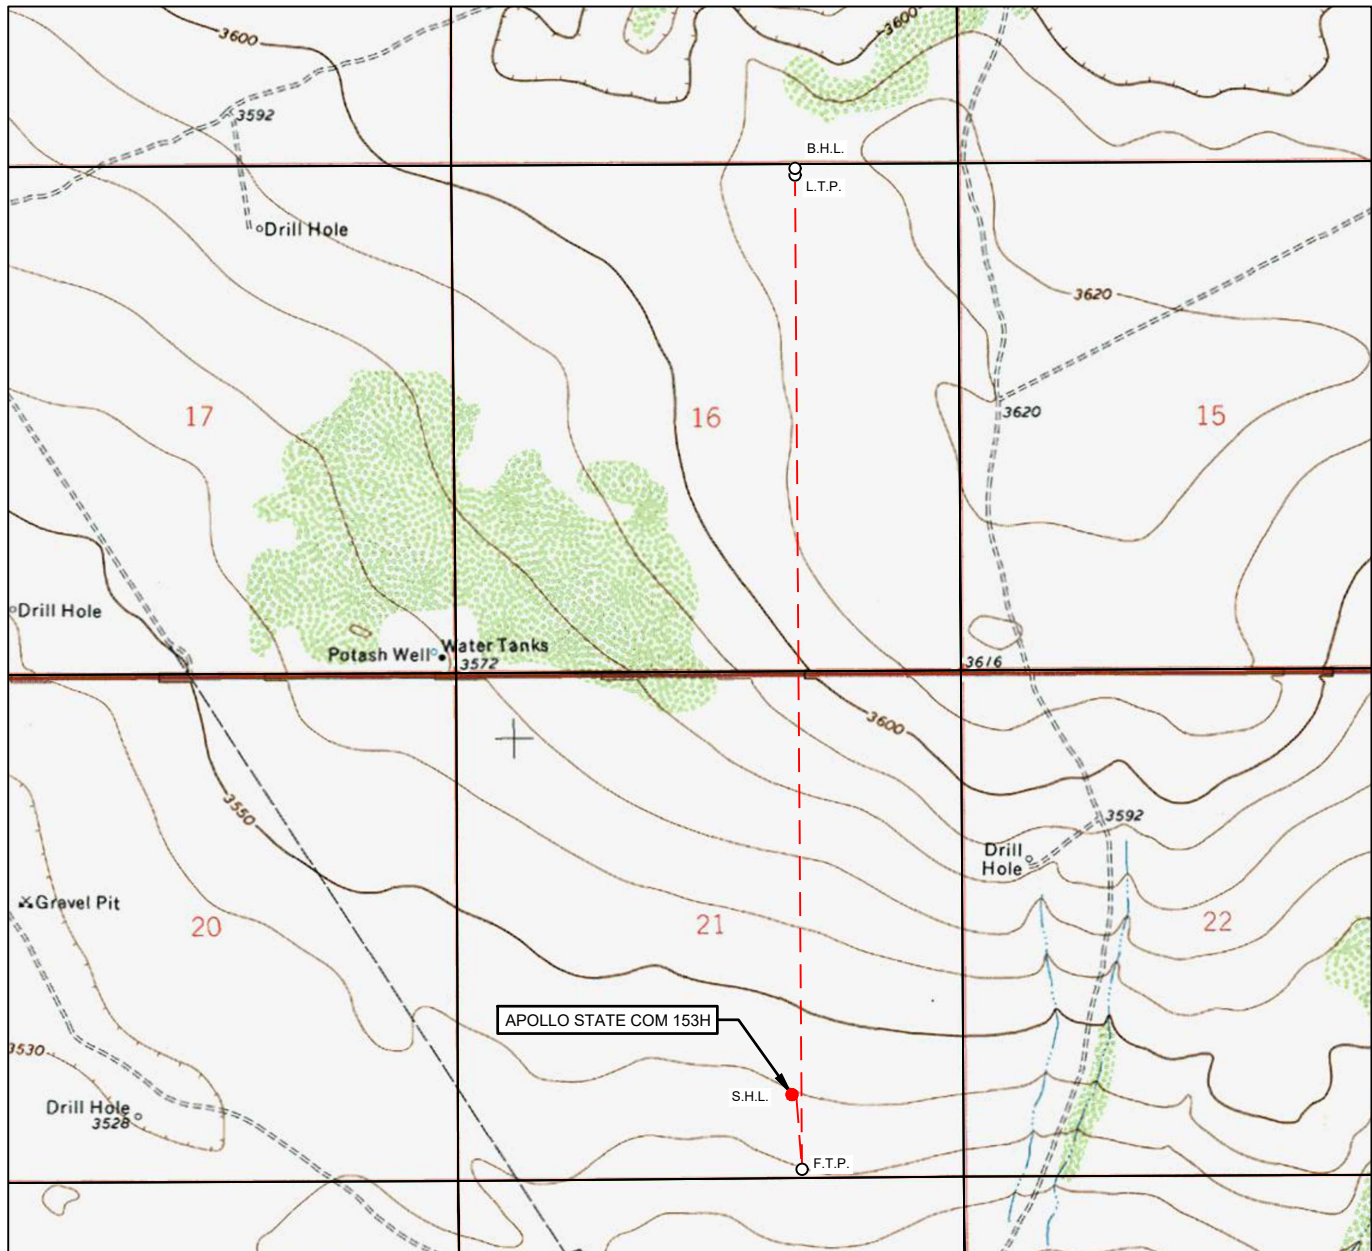 3600
3600
3592
B.H.L.
L.T.P.
Drill Hole
3620
17
16
15
3620
Drill Hole
Water Tanks
Potash Well
3572
3616
3600
3550
3592
Drill
Hole
Gravel Pit
20
21
22
APOLLO STATE COM 153H
3530
S.H.L.
Drill Hole
3528
F.T.P.